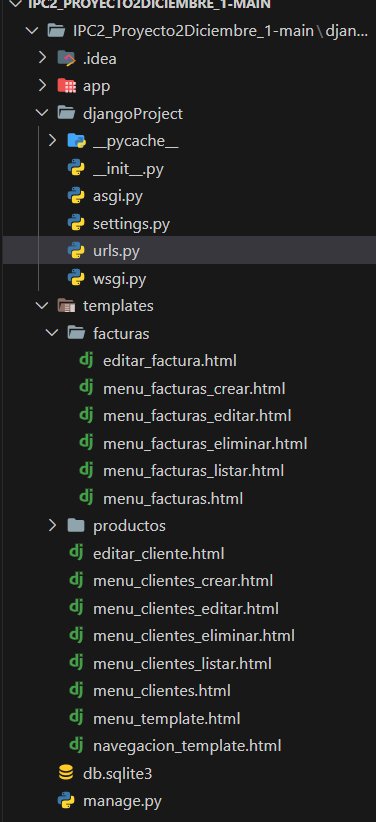 IPC2_PROYECTO2DICIEMBRE_1-MAIN
IPC2_Proyecto2Diciembre_1-main\djan...
.idea
app
djangoProject
__pycache__
__init__.py
asgi.py
settings.py
urls.py
wsgi.py
templates
facturas
editar_factura.html
menu_facturas_crear.html
menu_facturas_editar.html
menu_facturas_eliminar.html
menu_facturas_listar.html
menu_facturas.html
productos
editar_cliente.html
menu_clientes_crear.html
menu_clientes_editar.html
menu_clientes_eliminar.html
menu_clientes_listar.html
menu_clientes.html
menu_template.html
navegacion_template.html
db.sqlite3
manage.py